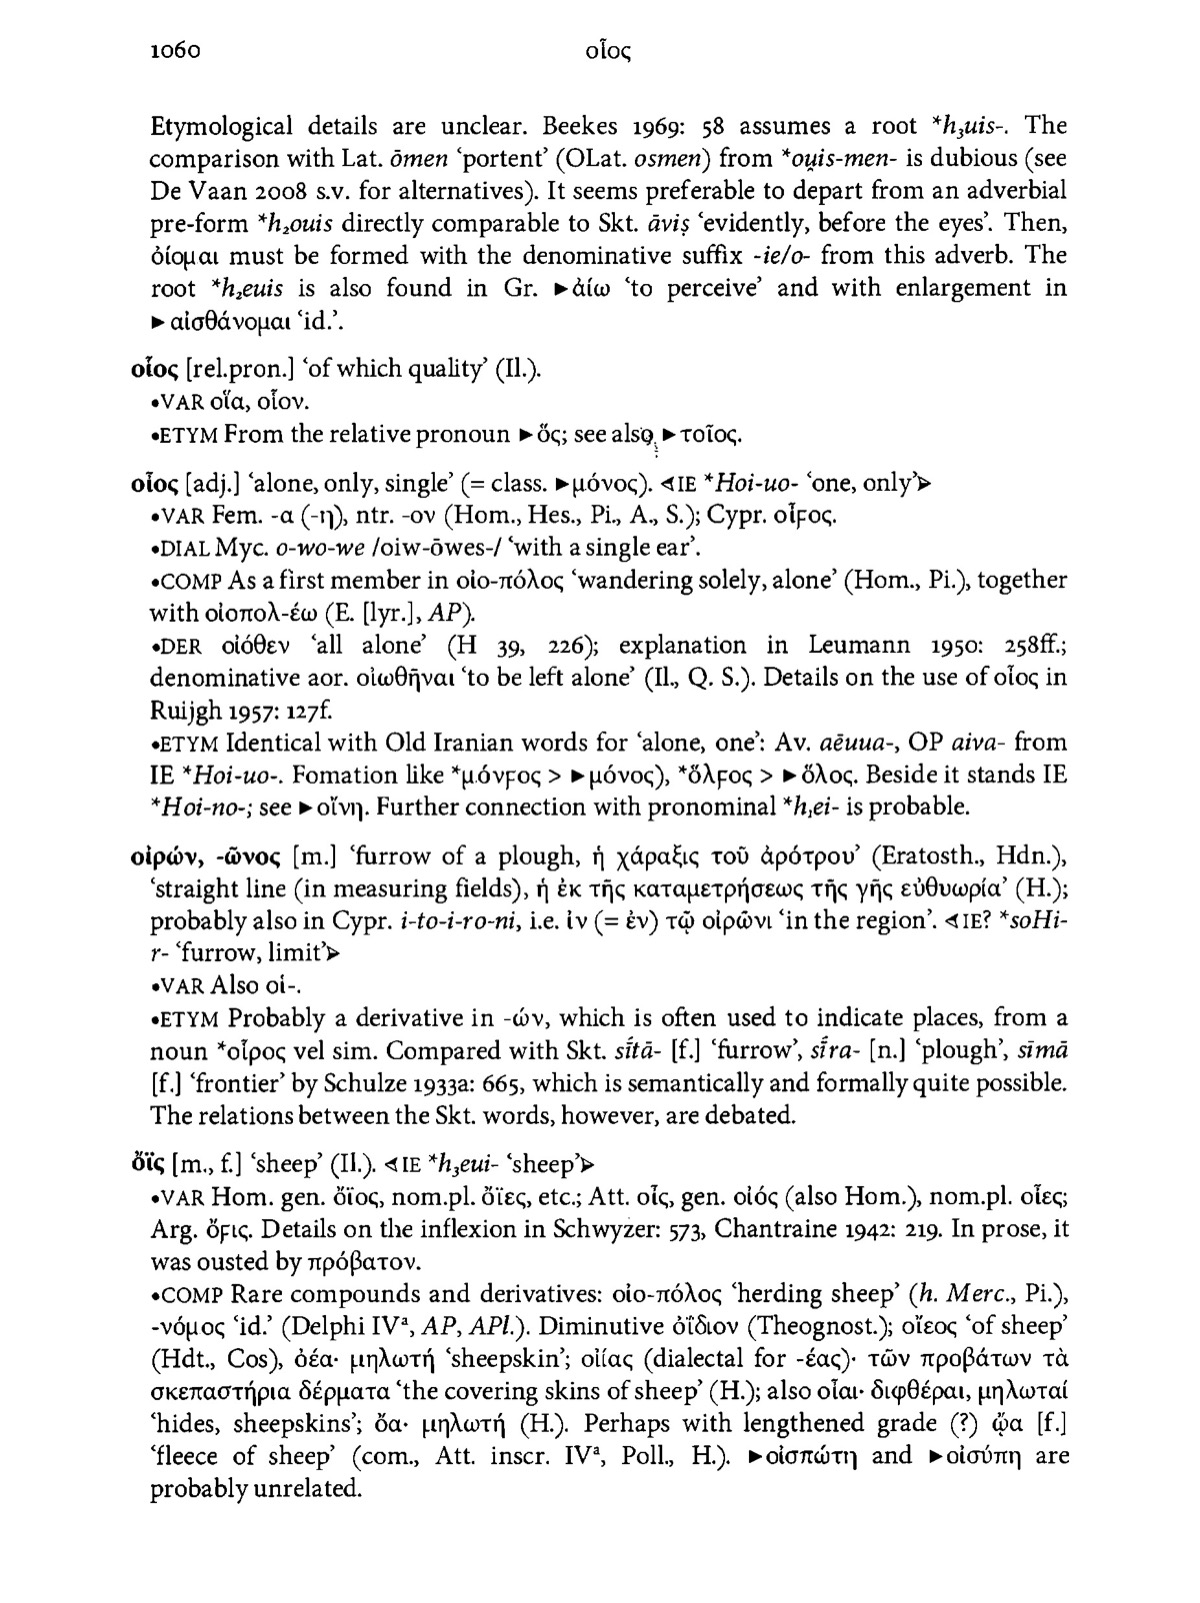 1060
οἷος
Etymological details are unclear. Beekes 1969: 58 assumes a root *h₃uis-. The
comparison with Lat. ōmen ‘portent’ (OLat. osmen) from *ou̯is-men- is dubious (see
De Vaan 2008 s.v. for alternatives). It seems preferable to depart from an adverbial
pre-form *h₂ouis directly comparable to Skt. āviṣ ‘evidently, before the eyes’. Then,
ὀίομαι must be formed with the denominative suffix -ie/o- from this adverb. The
root *h₂euis is also found in Gr. ►ἀίω ‘to perceive’ and with enlargement in
►αἰσθάνομαι ‘id.’.
οἷος [rel.pron.] ‘of which quality’ (Il.).
•VAR οἵα, οἷον.
•ETYM From the relative pronoun ►ὅς; see also ►τοῖος.
οἶος [adj.] ‘alone, only, single’ (= class. ►μόνος). ⊲IE *Hoi-uo- ‘one, only’⊳
•VAR Fem. -α (-η), ntr. -ον (Hom., Hes., Pi., A., S.); Cypr. οἶϝος.
•DIAL Myc. o-wo-we /oiw-ōwes-/ ‘with a single ear’.
•COMP As a first member in οἰο-πόλος ‘wandering solely, alone’ (Hom., Pi.), together
with οἰοπολ-έω (E. [lyr.], AP).
•DER οἰόθεν ‘all alone’ (H 39, 226); explanation in Leumann 1950: 258ff.;
denominative aor. οἰωθῆναι ‘to be left alone’ (Il., Q. S.). Details on the use of οἶος in
Ruijgh 1957: 127f.
•ETYM Identical with Old Iranian words for ‘alone, one’: Av. aēuua-, OP aiva- from
IE *Hoi-uo-. Fomation like *μόνϝος > ►μόνος), *ὅλϝος > ►ὅλος. Beside it stands IE
*Hoi-no-; see ►οἴνη. Further connection with pronominal *h₁ei- is probable.
οἰρών, -ῶνος [m.] ‘furrow of a plough, ἡ χάραξις τοῦ ἀρότρου’ (Eratosth., Hdn.),
‘straight line (in measuring fields), ἡ ἐκ τῆς καταμετρήσεως τῆς γῆς εὐθυωρία’ (H.);
probably also in Cypr. i-to-i-ro-ni, i.e. ἰν (= ἐν) τῷ οἰρῶνι ‘in the region’. ⊲IE? *soHi-
r- ‘furrow, limit’⊳
•VAR Also οἱ-.
•ETYM Probably a derivative in -ών, which is often used to indicate places, from a
noun *οἶρος vel sim. Compared with Skt. sī́tā- [f.] ‘furrow’, sī́ra- [n.] ‘plough’, sīmā
[f.] ‘frontier’ by Schulze 1933a: 665, which is semantically and formally quite possible.
The relations between the Skt. words, however, are debated.
ὄϊς [m., f.] ‘sheep’ (Il.). ⊲IE *h₃eui- ‘sheep’⊳
•VAR Hom. gen. ὄϊος, nom.pl. ὄϊες, etc.; Att. οἶς, gen. οἰός (also Hom.), nom.pl. οἶες;
Arg. ὄϝις. Details on the inflexion in Schwyzer: 573, Chantraine 1942: 219. In prose, it
was ousted by πρόβατον.
•COMP Rare compounds and derivatives: οἰο-πόλος ‘herding sheep’ (h. Merc., Pi.),
-νόμος ‘id.’ (Delphi IVᵃ, AP, APl.). Diminutive ὀΐδιον (Theognost.); οἴεος ‘of sheep’
(Hdt., Cos), ὀέα· μηλωτή ‘sheepskin’; οἰίας (dialectal for -έας)· τῶν προβάτων τὰ
σκεπαστήρια δέρματα ‘the covering skins of sheep’ (H.); also οἶαι· διφθέραι, μηλωταί
‘hides, sheepskins’; ὄα· μηλωτή (H.). Perhaps with lengthened grade (?) ᾤα [f.]
‘fleece of sheep’ (com., Att. inscr. IVᵃ, Poll., H.). ►οἰσπώτη and ►οἰσύπη are
probably unrelated.